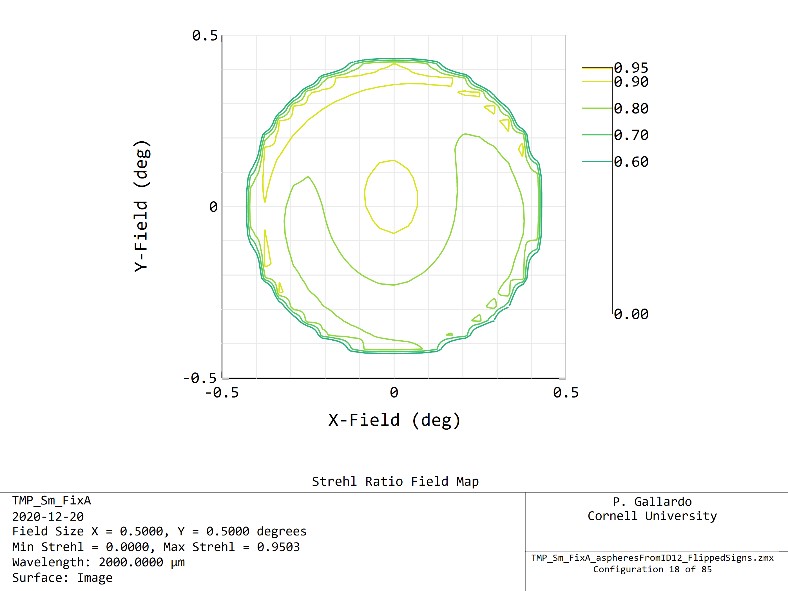 0.5
0
-0.5
-0.5
0
0.5
Y-Field (deg)
X-Field (deg)
0.95
0.90
0.80
0.70
0.60
0.00
Strehl Ratio Field Map
TMP_Sm_FixA
2020-12-20
Field Size X = 0.5000, Y = 0.5000 degrees
Min Strehl = 0.0000, Max Strehl = 0.9503
Wavelength: 2000.0000 µm
Surface: Image
P. Gallardo
Cornell University
TMP_Sm_FixA_aspheresFromID12_FlippedSigns.zmx
Configuration 18 of 85